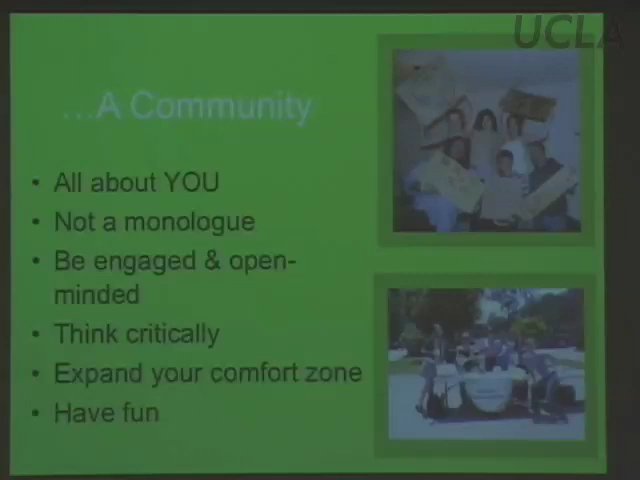 UCLA
...A Community
• All about YOU
• Not a monologue
• Be engaged & open-
minded
• Think critically
• Expand your comfort zone
• Have fun